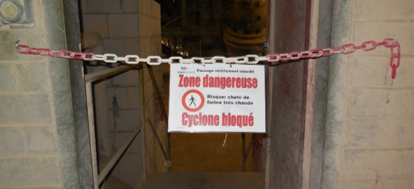 Passage strictement interdit
Zone dangereuse
Risque: chute de
farine très chaude
Cyclone bloqué